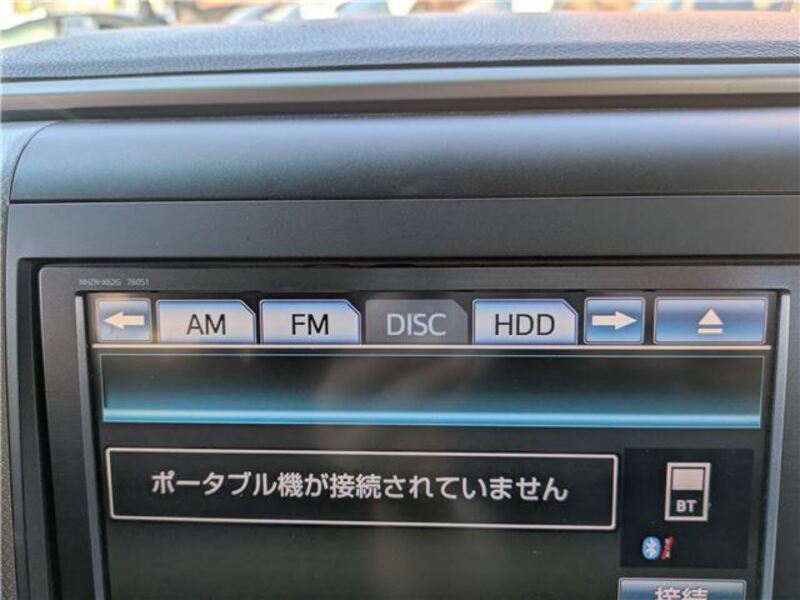 NHZN-X62G 76051
AM FM DISC HDD
ポータブル機が接続されていません
BT
接続